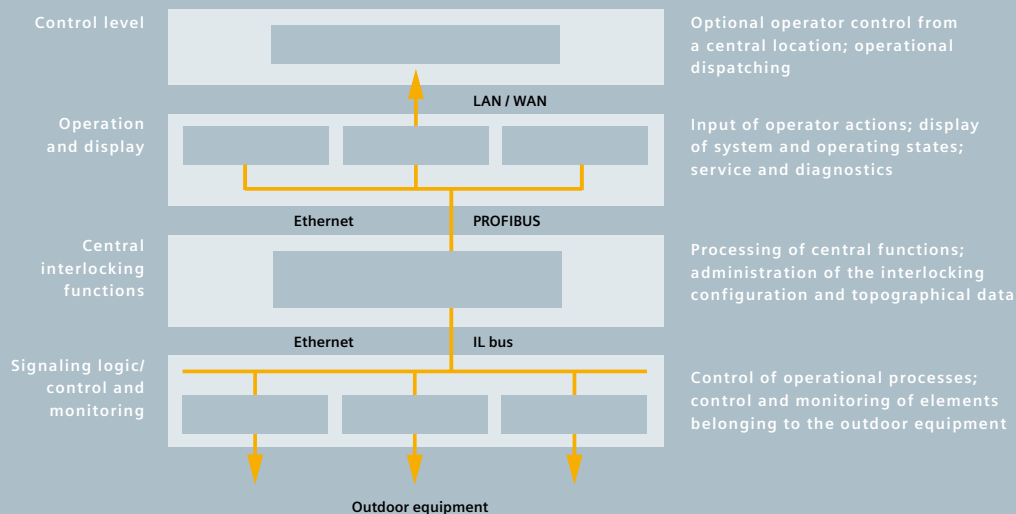 Control level
Optional operator control from
a central location; operational
dispatching
LAN / WAN
Operation
and display
Input of operator actions; display
of system and operating states;
service and diagnostics
Ethernet
PROFIBUS
Central
interlocking
functions
Processing of central functions;
administration of the interlocking
configuration and topographical data
Ethernet
IL bus
Signaling logic/
control and
monitoring
Control of operational processes;
control and monitoring of elements
belonging to the outdoor equipment
Outdoor equipment